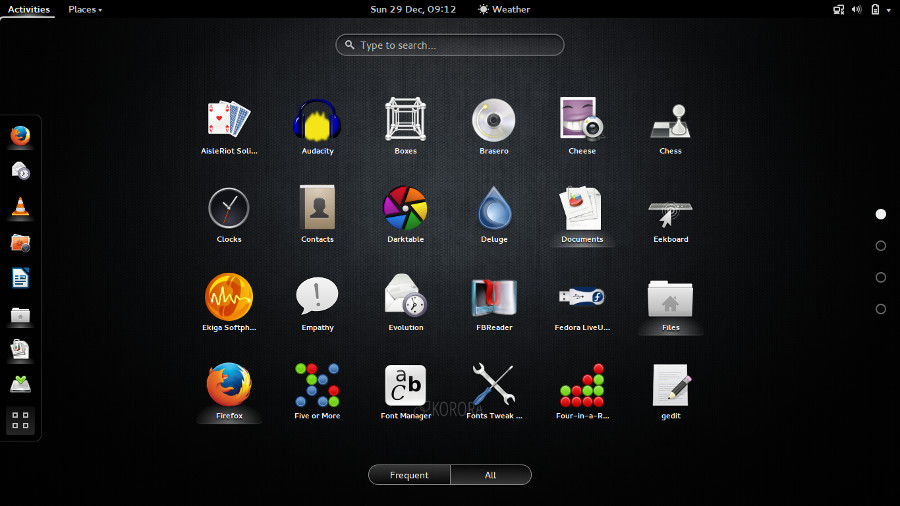 Activities Places Sun 29 Dec, 09:12 Weather
Type to search...
AisleRiot Soli... Audacity Boxes Brasero Cheese Chess
Clocks Contacts Darktable Deluge Documents Eekboard
Ekiga Softph... Empathy Evolution FBReader Fedora LiveU... Files
a b C
KORORA
Firefox Five or More Font Manager Fonts Tweak ... Four-in-a-R... gedit
Frequent All